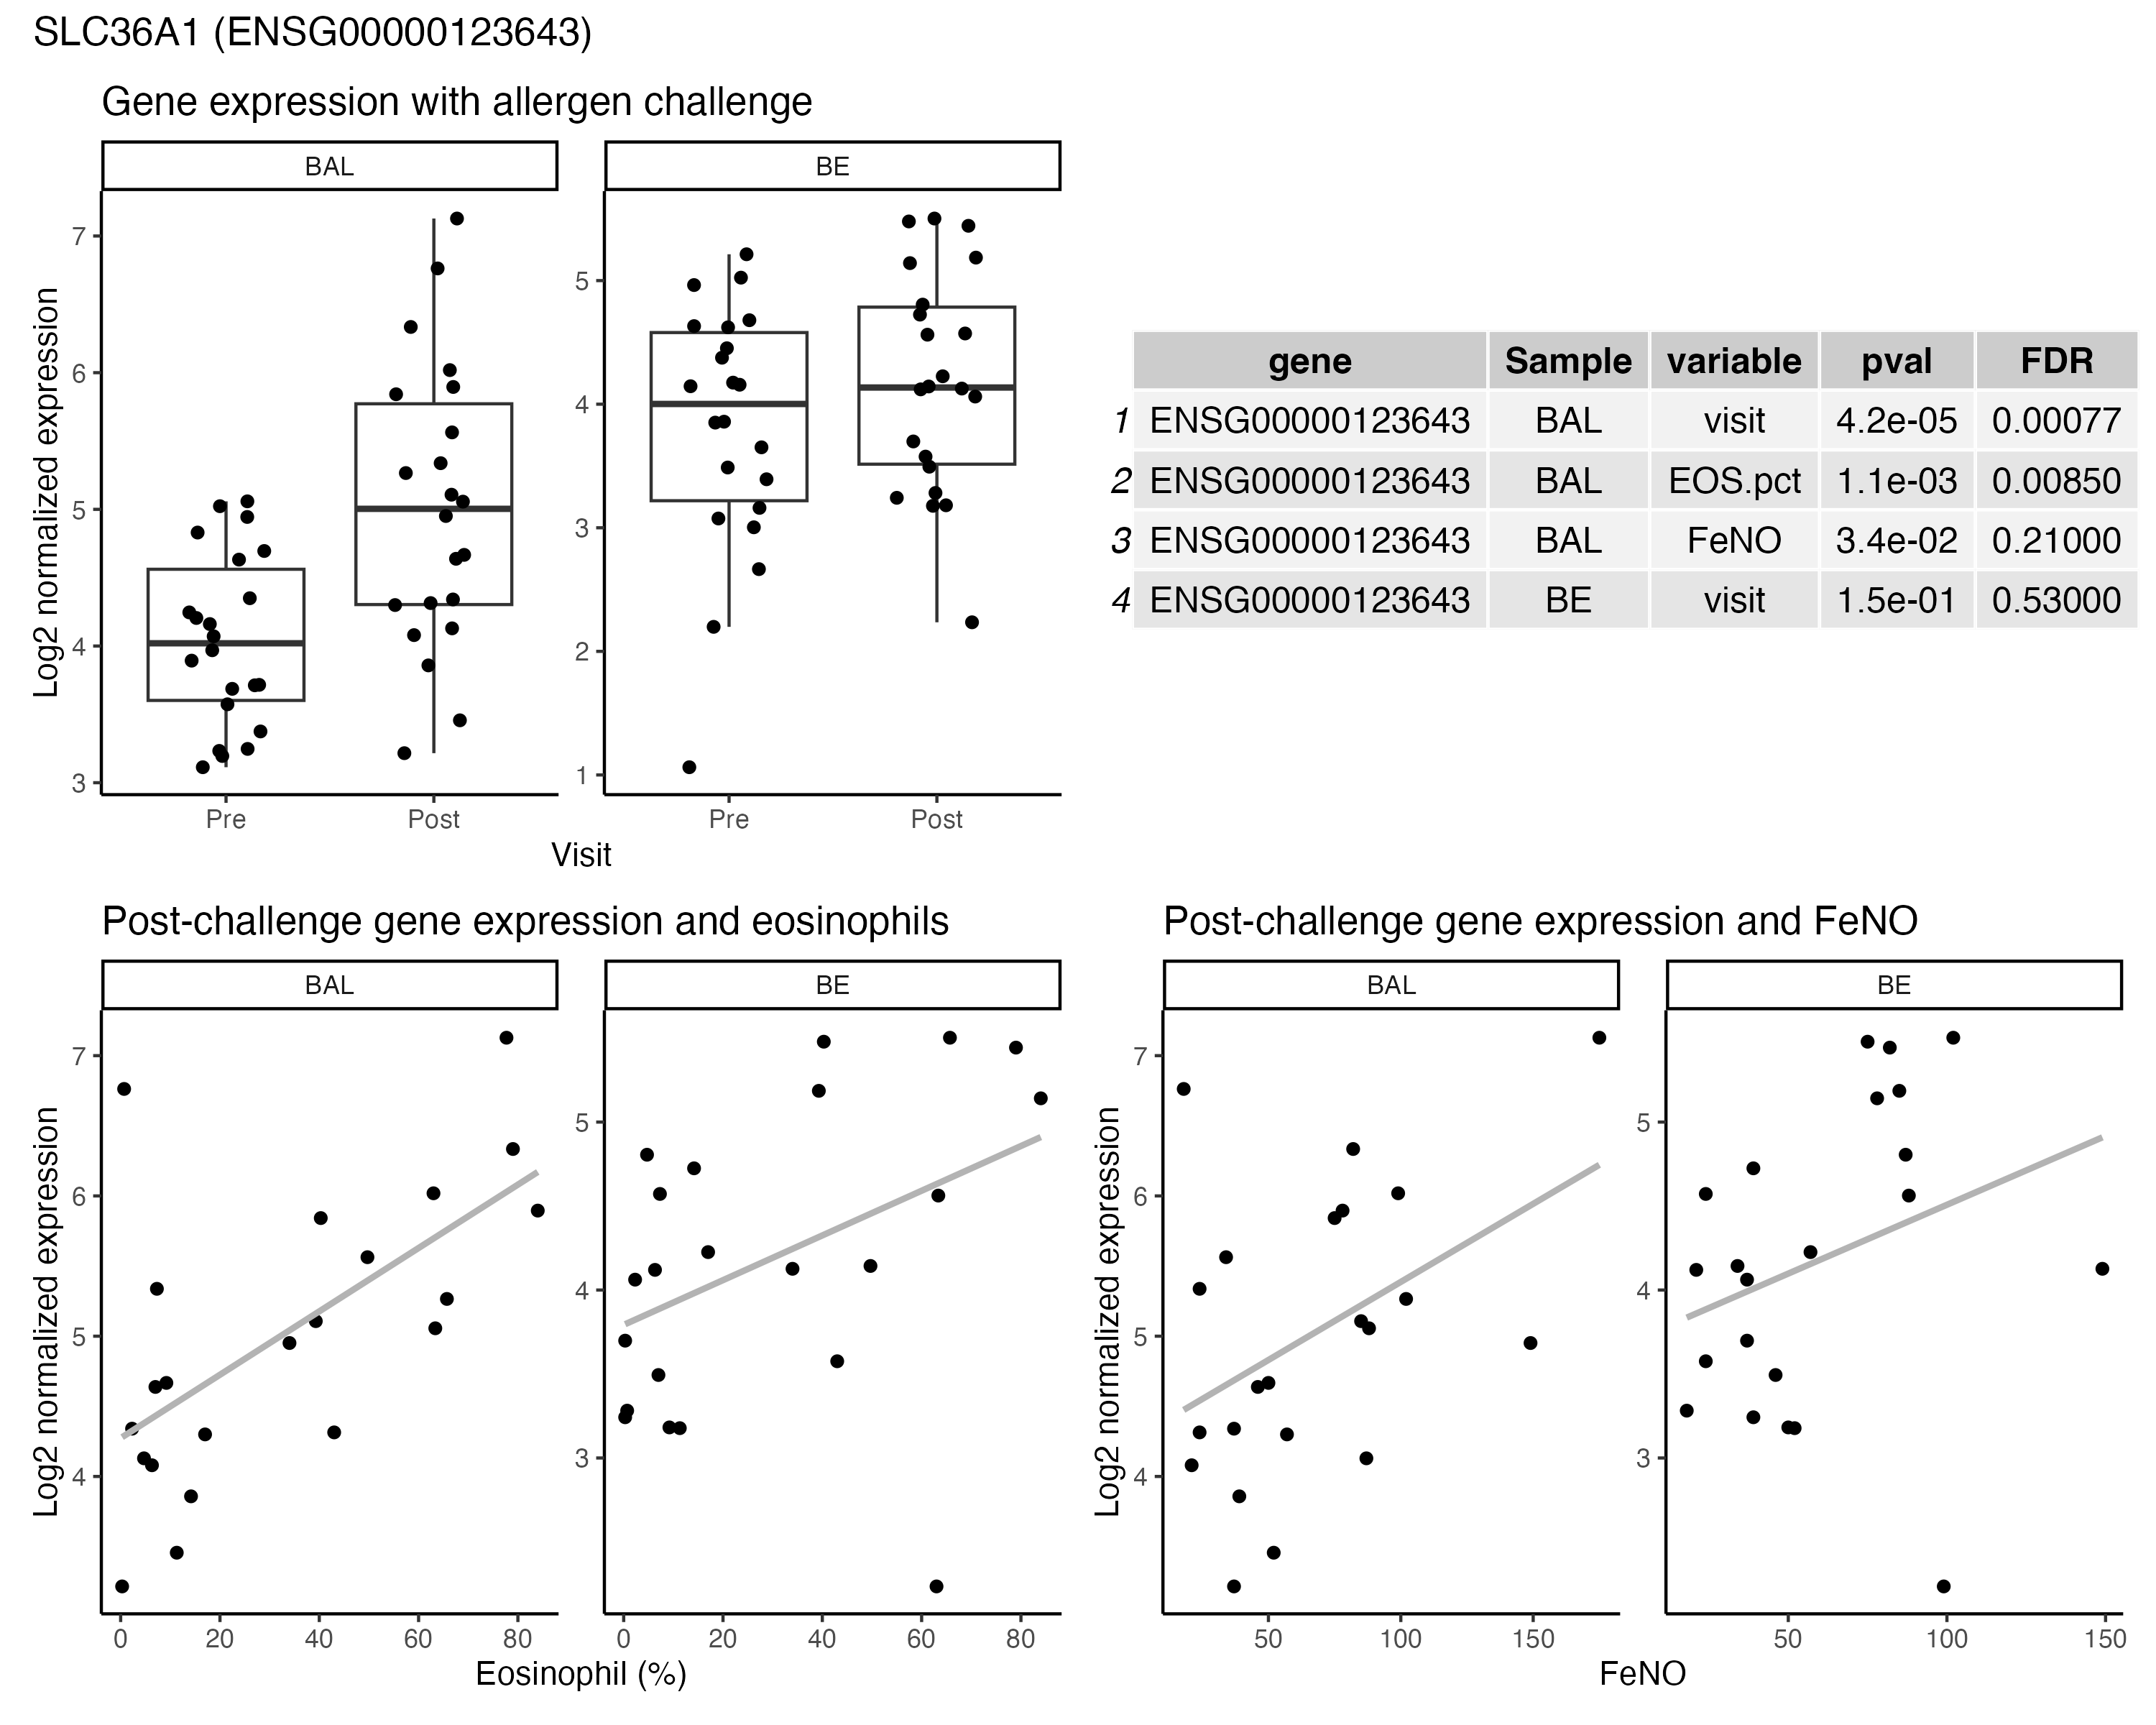 SLC36A1 (ENSG00000123643)
Gene expression with allergen challenge
BAL
BE
Log2 normalized expression
7
6
5
4
3
5
4
3
2
1
Pre
Post
Pre
Post
Visit
gene Sample variable pval FDR
1 ENSG00000123643 BAL visit 4.2e-05 0.00077
2 ENSG00000123643 BAL EOS.pct 1.1e-03 0.00850
3 ENSG00000123643 BAL FeNO 3.4e-02 0.21000
4 ENSG00000123643 BE visit 1.5e-01 0.53000
Post-challenge gene expression and eosinophils
BAL
BE
Log2 normalized expression
7
6
5
4
5
4
3
0 20 40 60 80
0 20 40 60 80
Eosinophil (%)
Post-challenge gene expression and FeNO
BAL
BE
Log2 normalized expression
7
6
5
4
5
4
3
50 100 150
50 100 150
FeNO